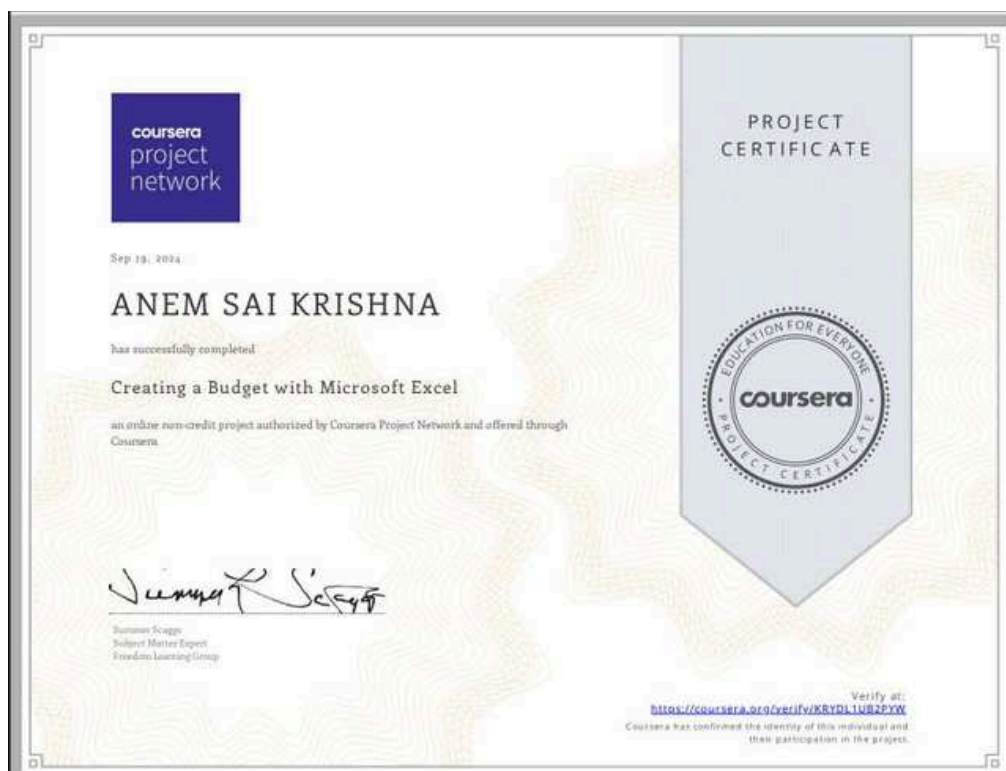 coursera
project
network
Sep 19, 2024
ANEM SAI KRISHNA
has successfully completed
Creating a Budget with Microsoft Excel
an online non-credit project authorized by Coursera Project Network and offered through
Coursera
Summer Scaggs
Subject Matter Expert
Freedom Learning Group
PROJECT
CERTIFICATE
EDUCATION FOR EVERYONE
coursera
PROJECT CERTIFICATE
Verify at:
https://coursera.org/verify/KRYDL1UB2PYW
Coursera has confirmed the identity of this individual and
their participation in the project.